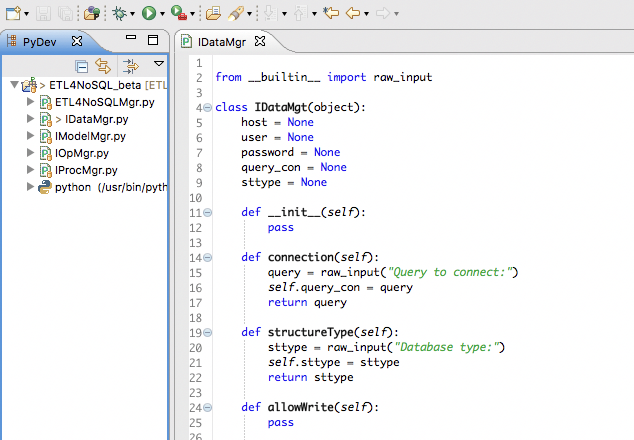 PyDev
IDataMgr
> ETL4NoSQL_beta [ETL
ETL4NoSQLMgr.py
> IDataMgr.py
IModelMgr.py
IOpMgr.py
IProcMgr.py
python (/usr/bin/pyth
1
2 from __builtin__ import raw_input
3
4 class IDataMgt(object):
5 host = None
6 user = None
7 password = None
8 query_con = None
9 sttype = None
10
11 def __init__(self):
12 pass
13
14 def connection(self):
15 query = raw_input("Query to connect:")
16 self.query_con = query
17 return query
18
19 def structureType(self):
20 sttype = raw_input("Database type:")
21 self.sttype = sttype
22 return sttype
23
24 def allowWrite(self):
25 pass